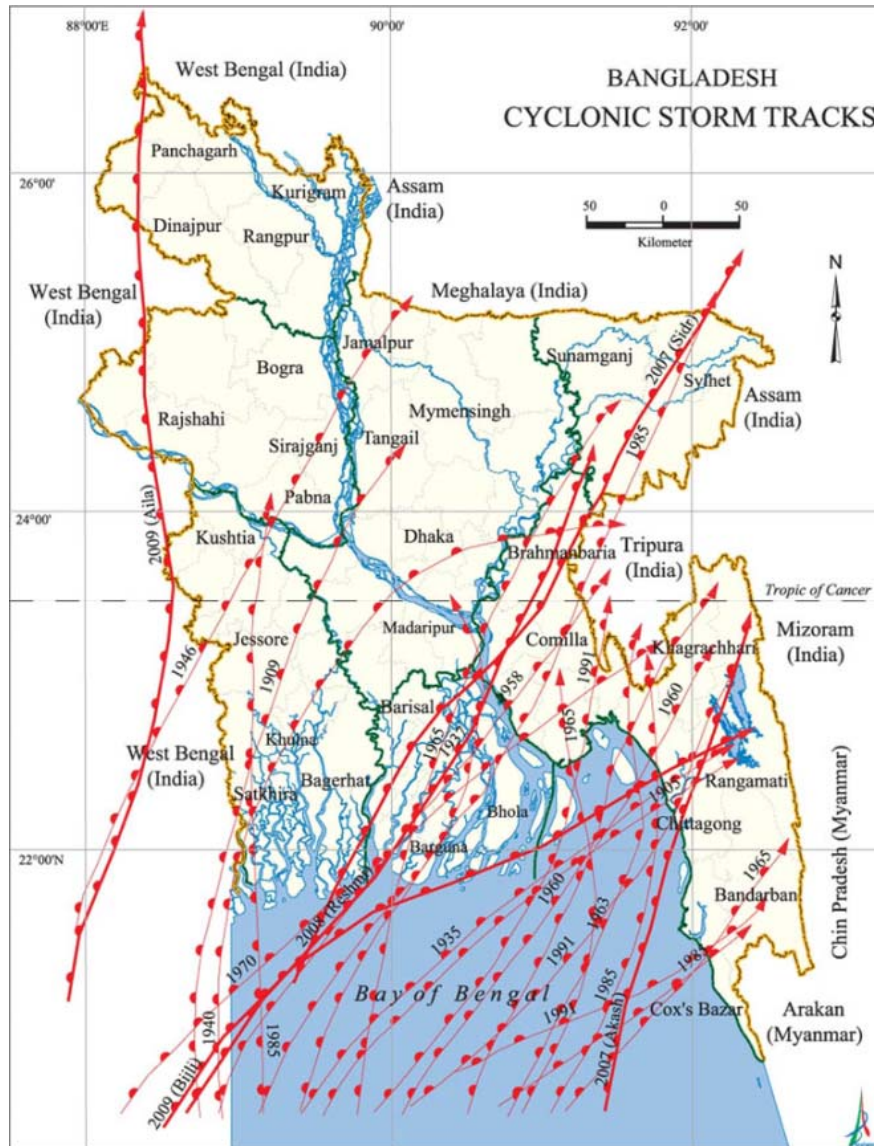 88°00'E
90°00'
92°00'
West Bengal (India)
BANGLADESH
CYCLONIC STORM TRACKS
Panchagarh
26°00'
Kurigram
Assam
(India)
Dinajpur
Rangpur
50
0
50
Kilometer
N
West Bengal
(India)
Meghalaya (India)
Jamalpur
Sunamganj
2007 (Sidr)
Bogra
Sylhet
Assam
(India)
Mymensingh
Rajshahi
Tangail
Sirajganj
1985
Pabna
24°00'
2009 (Aila)
Kushtia
Dhaka
Brahmanbaria
Tripura
(India)
Tropic of Cancer
Madaripur
Mizoram
(India)
Jessore
Comilla
Khagrachhari
1946
1909
1991
1958
1960
Barisal
1965
1937
1965
Khulna
West Bengal
(India)
Bagerhat
Rangamati
Satkhira
1905
Bhola
Chittagong
Barguna
22°00'N
1965
Chin Pradesh (Myanmar)
2008 (Reshmi)
1960
Bandarban
1963
1935
1991
1970
1985
1985
Bay of Bengal
1991
Cox's Bazar
Arakan
(Myanmar)
1940
1985
2007 (Akash)
2009 (Bijli)